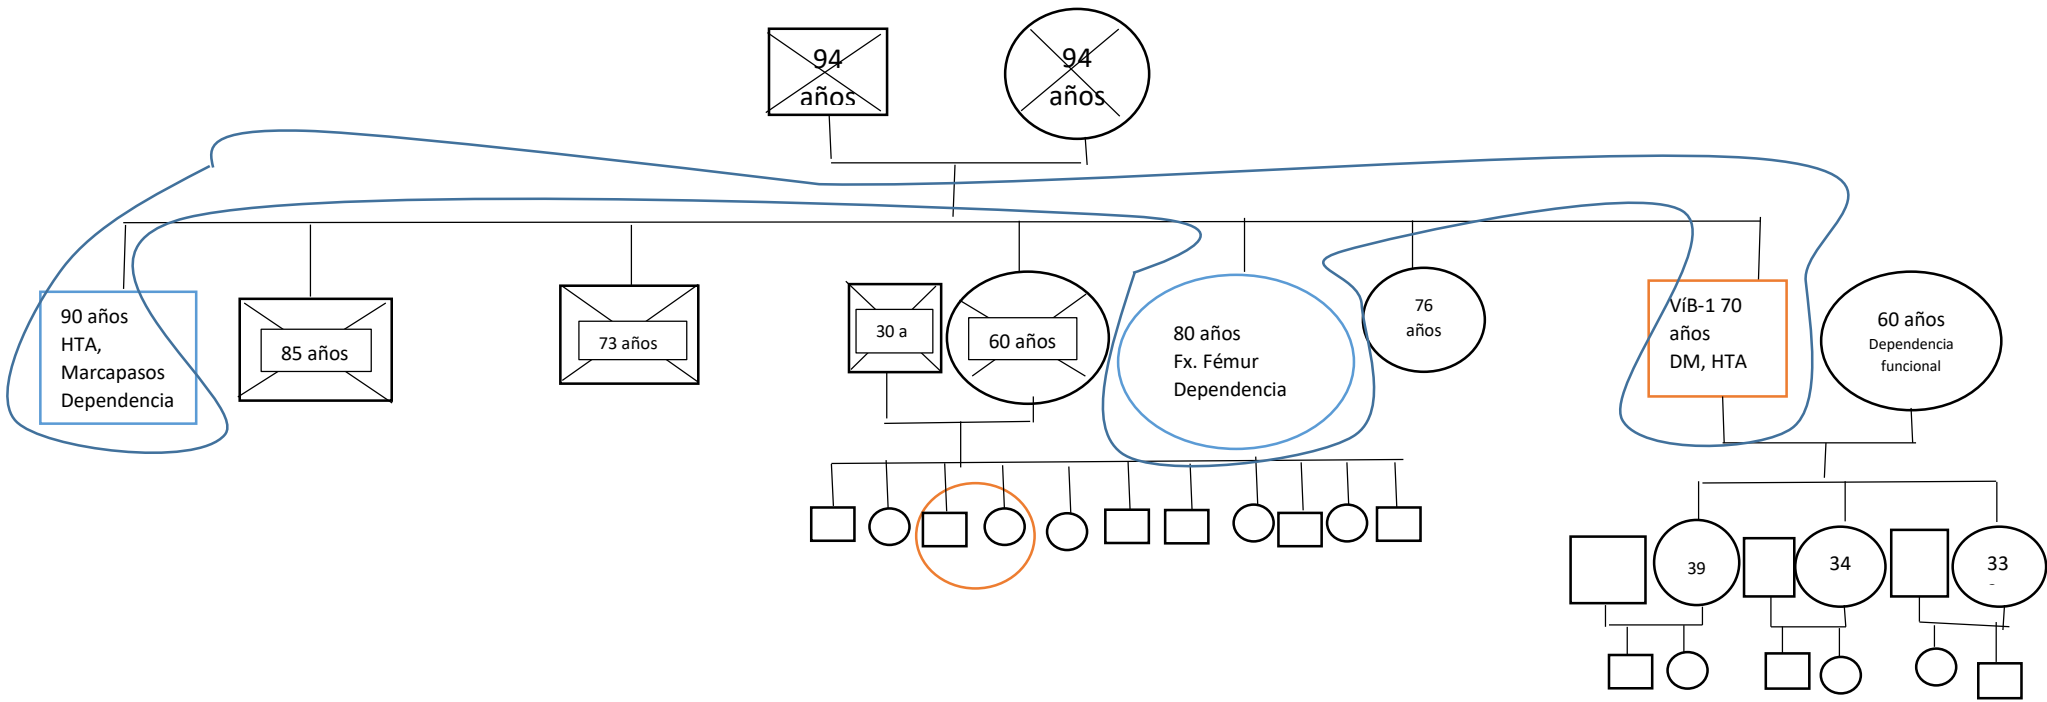 94
años
94
años
90 años
HTA,
Marcapasos
Dependencia
85 años
73 años
30 a
60 años
80 años
Fx. Fémur
Dependencia
76
años
VíB-1 70
años
DM, HTA
60 años
Dependencia
funcional
39
34
33